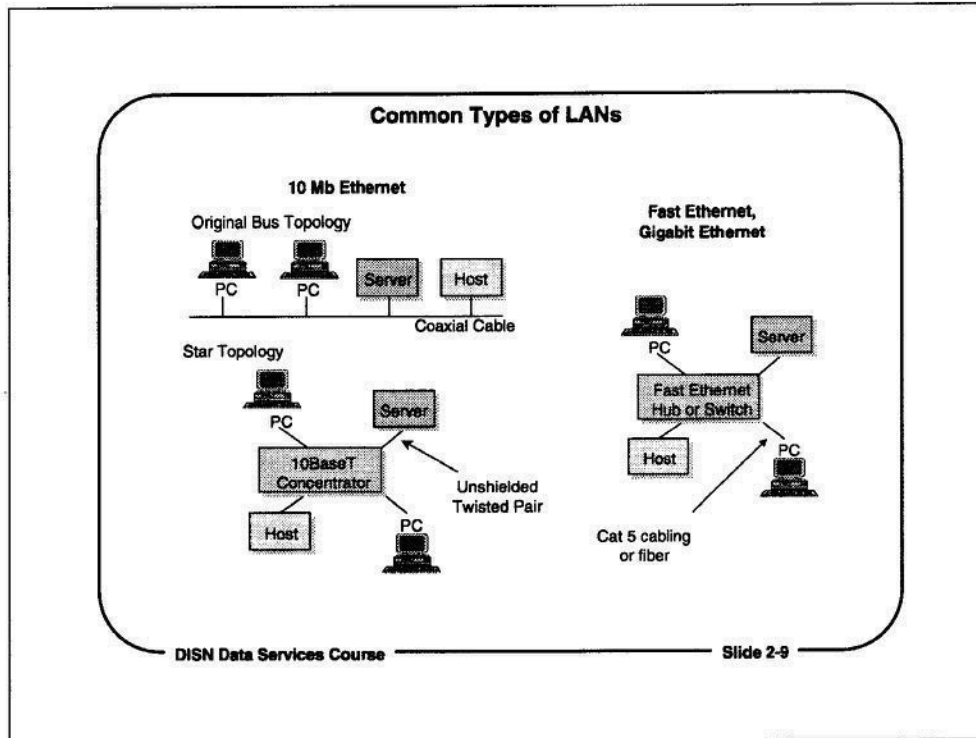 Common Types of LANs
10 Mb Ethernet
Original Bus Topology
PC
PC
Server
Host
Coaxial Cable
Star Topology
PC
Server
10BaseT
Concentrator
Host
PC
Unshielded
Twisted Pair
Fast Ethernet,
Gigabit Ethernet
PC
Server
Fast Ethernet
Hub or Switch
Host
PC
Cat 5 cabling
or fiber
DISN Data Services Course
Slide 2-9